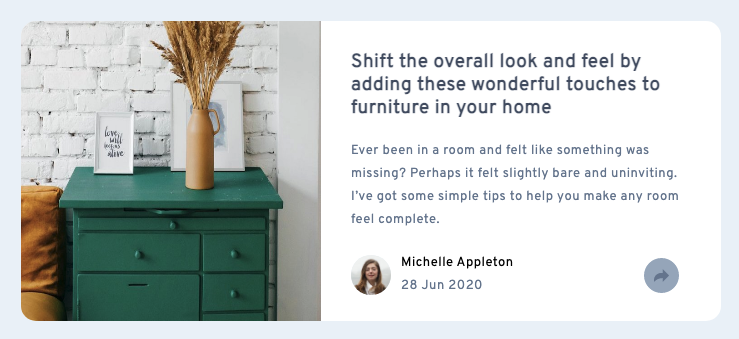 love
will
keep us
alive
Shift the overall look and feel by
adding these wonderful touches to
furniture in your home
Ever been in a room and felt like something was
missing? Perhaps it felt slightly bare and uninviting.
I’ve got some simple tips to help you make any room
feel complete.
Michelle Appleton
28 Jun 2020